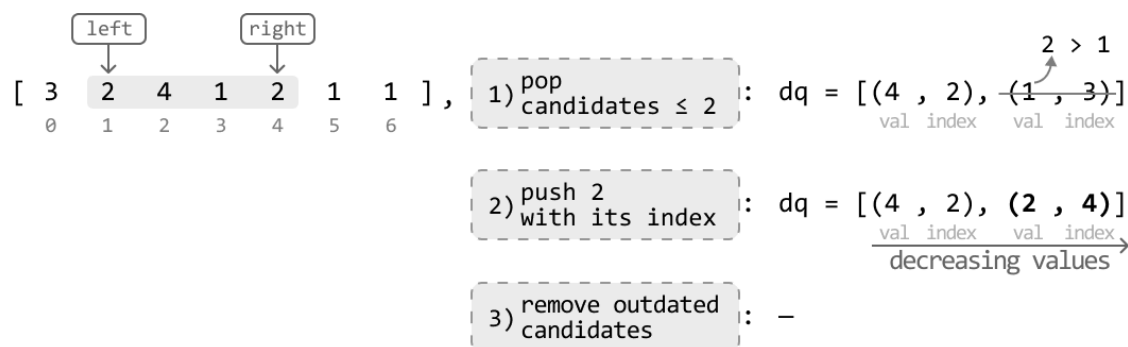 left right
2 > 1
[ 3 2 4 1 2 1 1 ] , 1) pop candidates ≤ 2 : dq = [(4 , 2), (1 , 3)]
0 1 2 3 4 5 6 val index val index
2) push 2 with its index : dq = [(4 , 2), (2 , 4)]
val index val index
decreasing values
3) remove outdated candidates : –